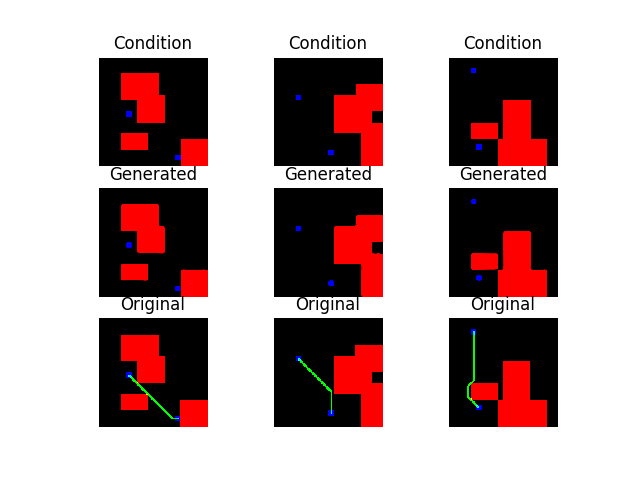 Condition Condition Condition
Generated Generated Generated
Original Original Original